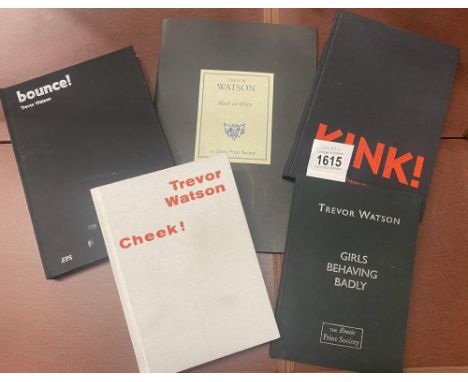 bounce!
Trevor Watson
EPS
TREVOR
WATSON
Black on White
THE Erotic Print Society
KINK!
1615
Trevor
Watson
Cheek!
TREVOR WATSON
GIRLS
BEHAVING
BADLY
THE Erotic
Print Society